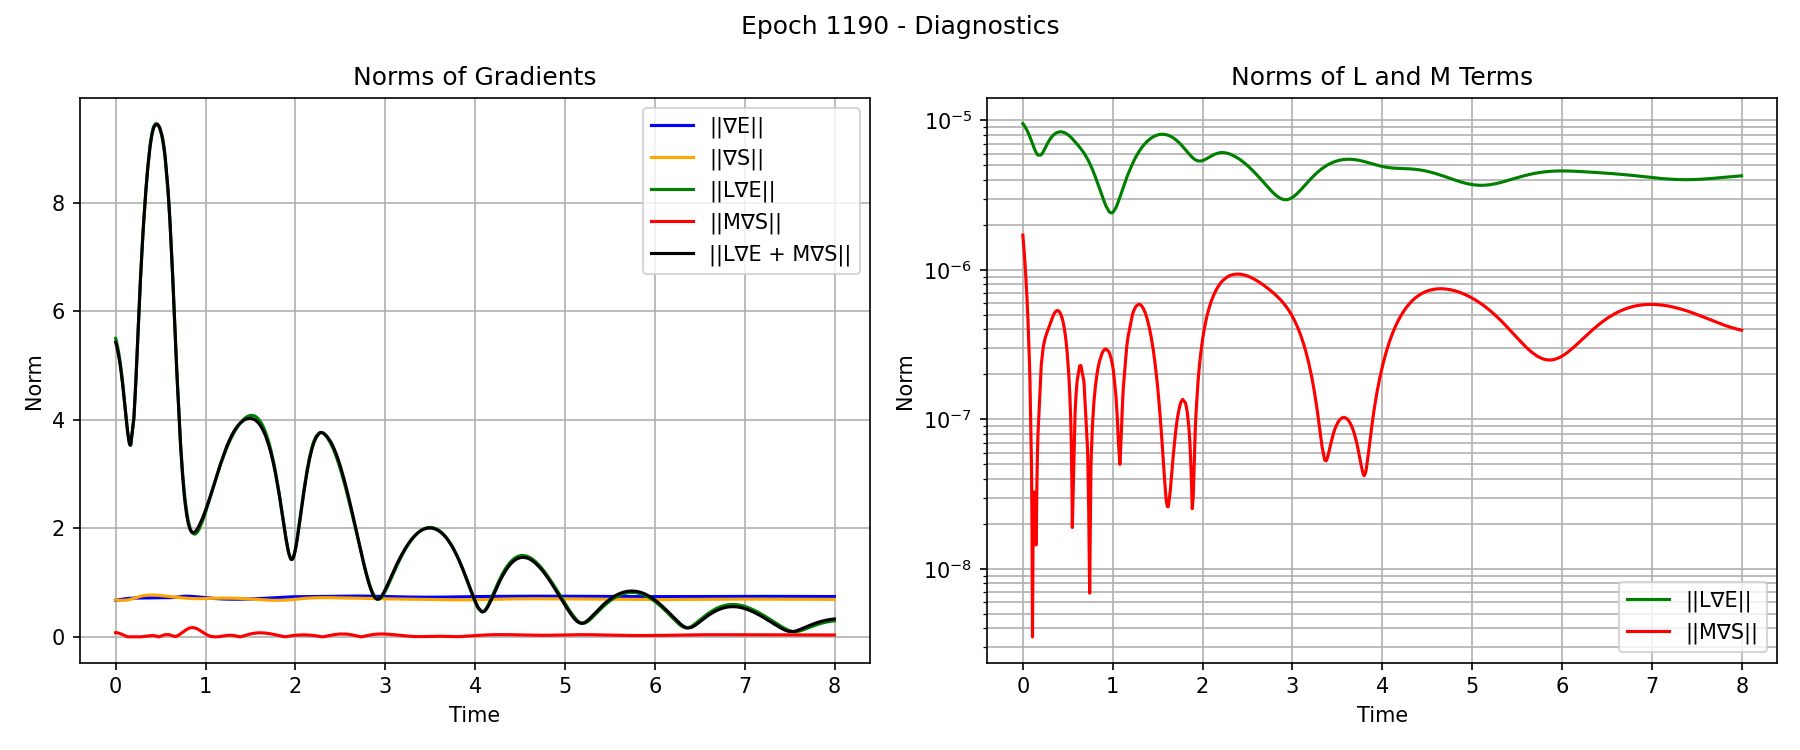 Epoch 1190 - Diagnostics
Norms of Gradients
Norm
8
6
4
2
0
||∇E||
||∇S||
||L∇E||
||M∇S||
||L∇E + M∇S||
0 1 2 3 4 5 6 7 8
Time
Norms of L and M Terms
Norm
10⁻⁵
10⁻⁶
10⁻⁷
10⁻⁸
||L∇E||
||M∇S||
0 1 2 3 4 5 6 7 8
Time